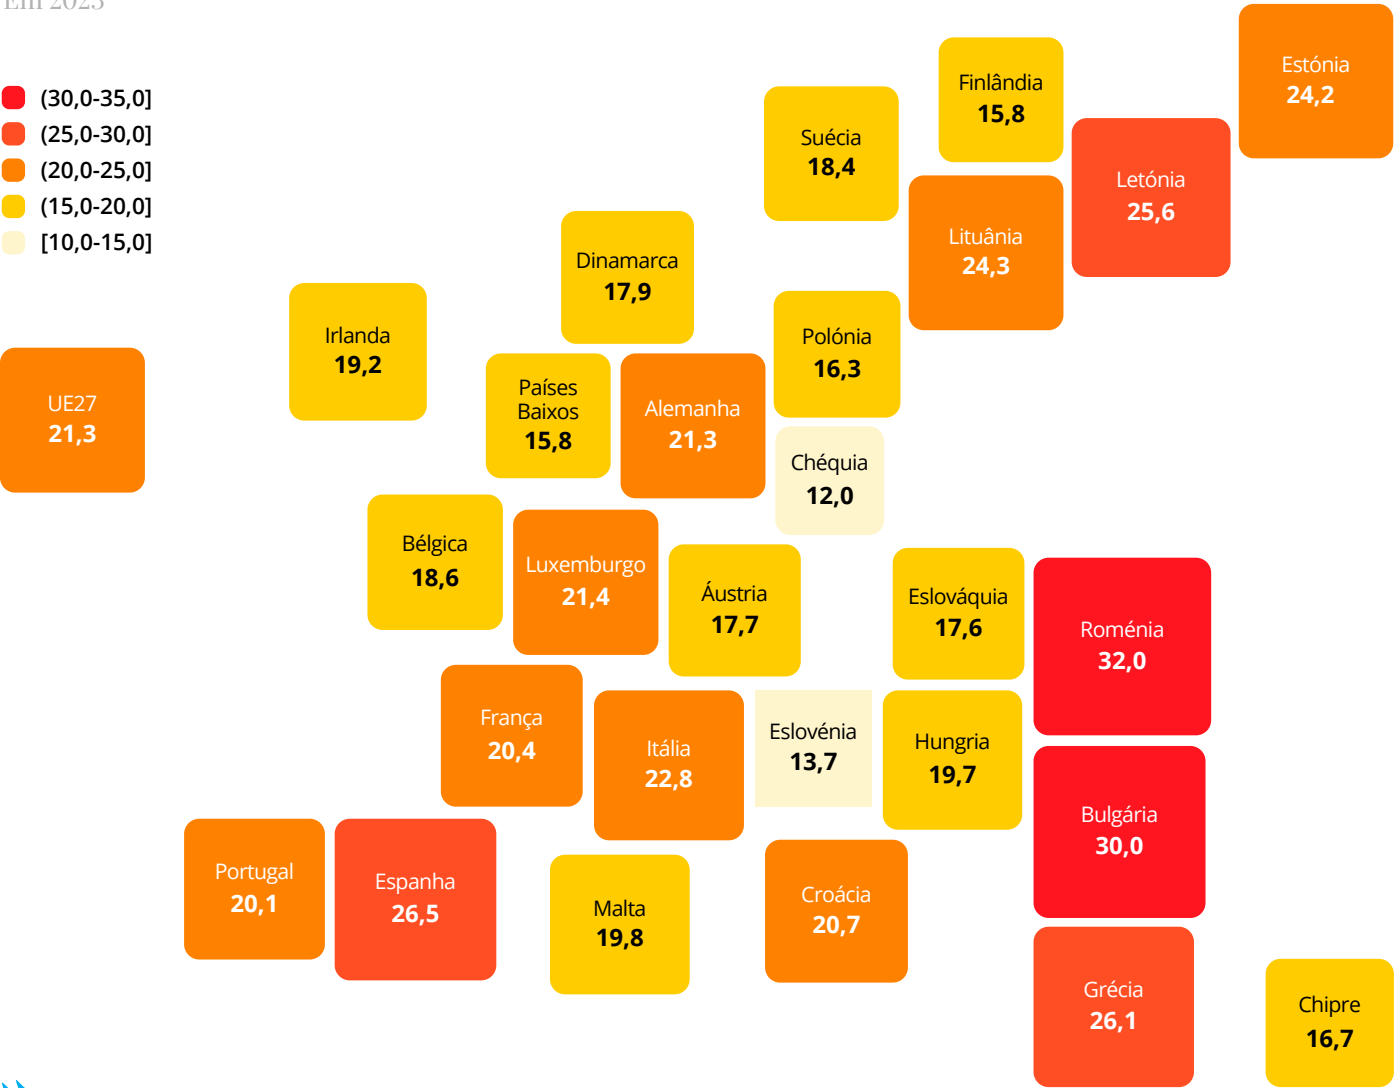 Em 2023
(30,0-35,0]
(25,0-30,0]
(20,0-25,0]
(15,0-20,0]
[10,0-15,0]
Estónia
24,2
Finlândia
15,8
Suécia
18,4
Letónia
25,6
Lituânia
24,3
Dinamarca
17,9
Irlanda
19,2
Polónia
16,3
UE27
21,3
Países
Baixos
15,8
Alemanha
21,3
Chéquia
12,0
Bélgica
18,6
Luxemburgo
21,4
Áustria
17,7
Eslováquia
17,6
Roménia
32,0
França
20,4
Itália
22,8
Eslovénia
13,7
Hungria
19,7
Bulgária
30,0
Portugal
20,1
Espanha
26,5
Malta
19,8
Croácia
20,7
Grécia
26,1
Chipre
16,7